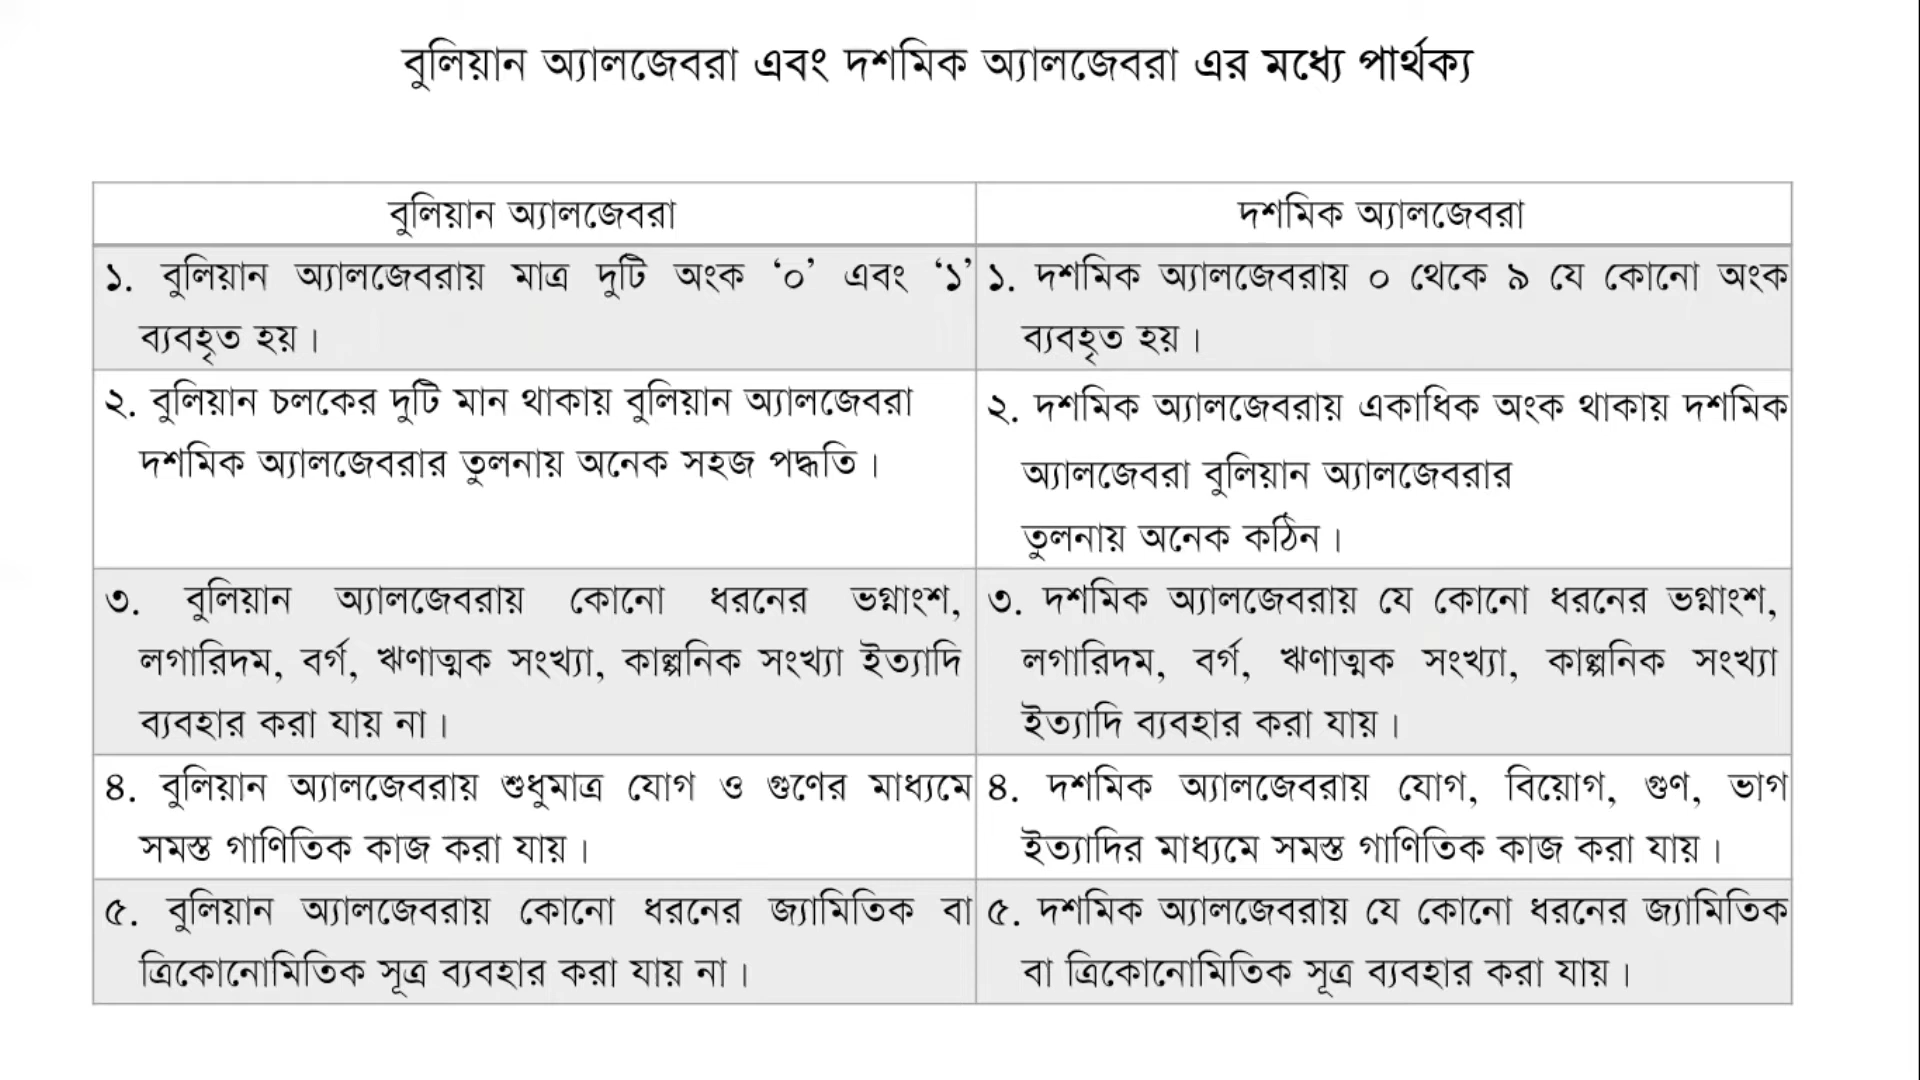 বুলিয়ান অ্যালজেবরা এবং দশমিক অ্যালজেবরা এর মধ্যে পার্থক্য
বুলিয়ান অ্যালজেবরা
দশমিক অ্যালজেবরা
১. বুলিয়ান অ্যালজেবরায় মাত্র দুটি অংক ‘০’ এবং ‘১’
ব্যবহৃত হয়।
১. দশমিক অ্যালজেবরায় ০ থেকে ৯ যে কোনো অংক
ব্যবহৃত হয়।
২. বুলিয়ান চলকের দুটি মান থাকায় বুলিয়ান অ্যালজেবরা
দশমিক অ্যালজেবরার তুলনায় অনেক সহজ পদ্ধতি।
২. দশমিক অ্যালজেবরায় একাধিক অংক থাকায় দশমিক
অ্যালজেবরা বুলিয়ান অ্যালজেবরার
তুলনায় অনেক কঠিন।
৩. বুলিয়ান অ্যালজেবরায় কোনো ধরনের ভগ্নাংশ,
লগারিদম, বর্গ, ঋণাত্মক সংখ্যা, কাল্পনিক সংখ্যা ইত্যাদি
ব্যবহার করা যায় না।
৩. দশমিক অ্যালজেবরায় যে কোনো ধরনের ভগ্নাংশ,
লগারিদম, বর্গ, ঋণাত্মক সংখ্যা, কাল্পনিক সংখ্যা
ইত্যাদি ব্যবহার করা যায়।
৪. বুলিয়ান অ্যালজেবরায় শুধুমাত্র যোগ ও গুণের মাধ্যমে
সমস্ত গাণিতিক কাজ করা যায়।
৪. দশমিক অ্যালজেবরায় যোগ, বিয়োগ, গুণ, ভাগ
ইত্যাদির মাধ্যমে সমস্ত গাণিতিক কাজ করা যায়।
৫. বুলিয়ান অ্যালজেবরায় কোনো ধরনের জ্যামিতিক বা
ত্রিকোনোমিতিক সূত্র ব্যবহার করা যায় না।
৫. দশমিক অ্যালজেবরায় যে কোনো ধরনের জ্যামিতিক
বা ত্রিকোনোমিতিক সূত্র ব্যবহার করা যায়।